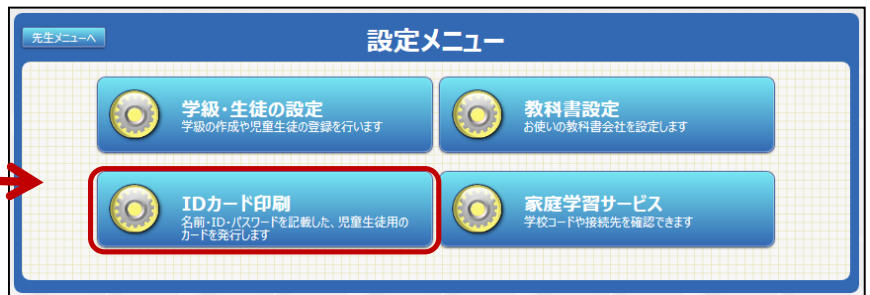 先生メニューへ
設定メニュー
学級・生徒の設定
学級の作成や児童生徒の登録を行います
教科書設定
お使いの教科書会社を設定します
IDカード印刷
名前・ID・パスワードを記載した、児童生徒用の
カードを発行します
家庭学習サービス
学校コードや接続先を確認できます